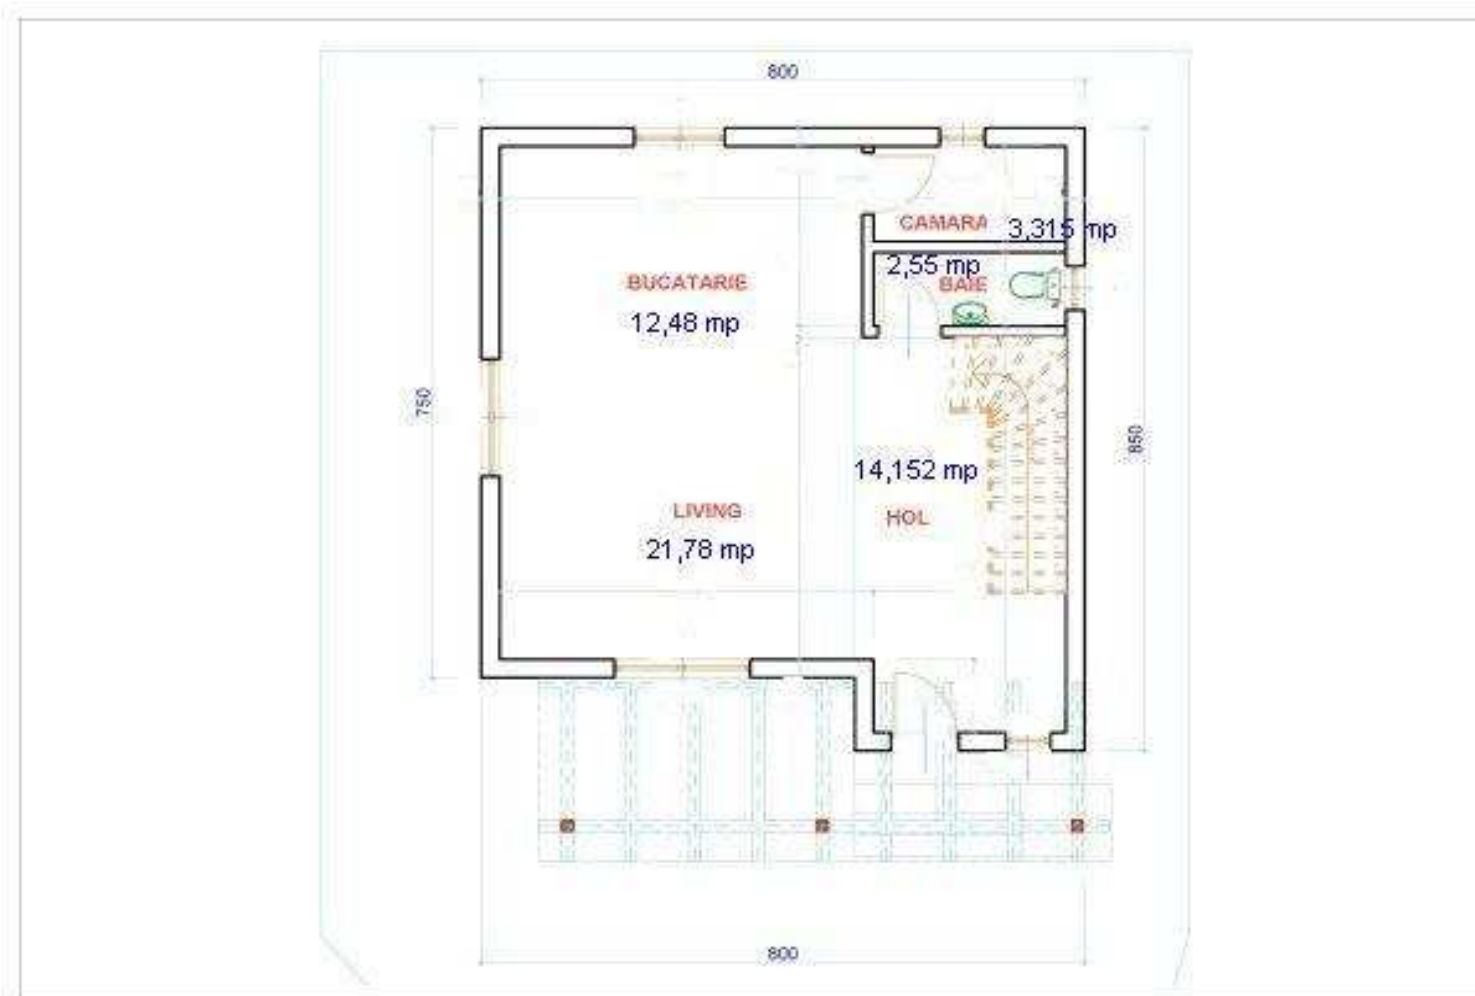 800
CAMARA
3,315 mp
2,55 mp
BAIE
BUCATARIE
12,48 mp
750
850
14,152 mp
LIVING
HOL
21,78 mp
800